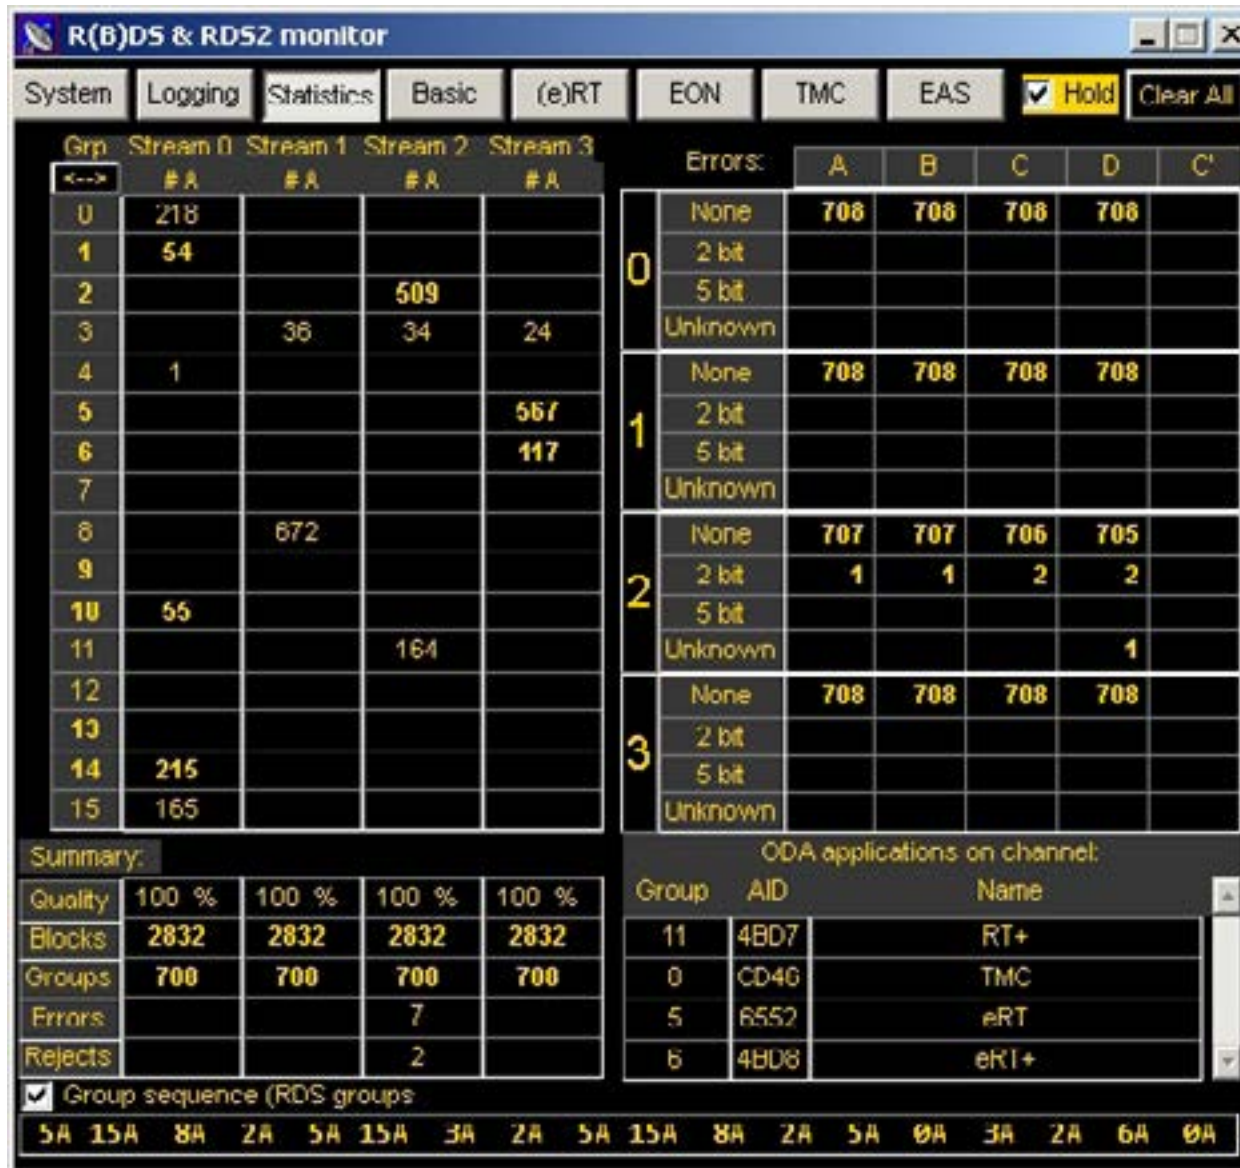 R(B)DS & RDS2 monitor
System Logging Statistics Basic (e)RT EON TMC EAS Hold Clear All
Grp Stream 0 Stream 1 Stream 2 Stream 3
<--> # A # A # A # A
0 218
1 54
2 509
3 36 34 24
4 1
5 567
6 117
7
8 672
9
10 55
11 164
12
13
14 215
15 165
Errors: A B C D C'
0
None 708 708 708 708
2 bit
5 bit
Unknown
1
None 708 708 708 708
2 bit
5 bit
Unknown
2
None 707 707 706 705
2 bit 1 1 2 2
5 bit
Unknown 1
3
None 708 708 708 708
2 bit
5 bit
Unknown
Summary:
Quality 100 % 100 % 100 % 100 %
Blocks 2832 2832 2832 2832
Groups 708 708 708 708
Errors 7
Rejects 2
ODA applications on channel:
Group AID Name
11 4BD7 RT+
0 CD46 TMC
5 6552 eRT
6 4BD8 eRT+
Group sequence (RDS groups
5A 15A 8A 2A 5A 15A 3A 2A 5A 15A 8A 2A 5A 0A 3A 2A 6A 0A